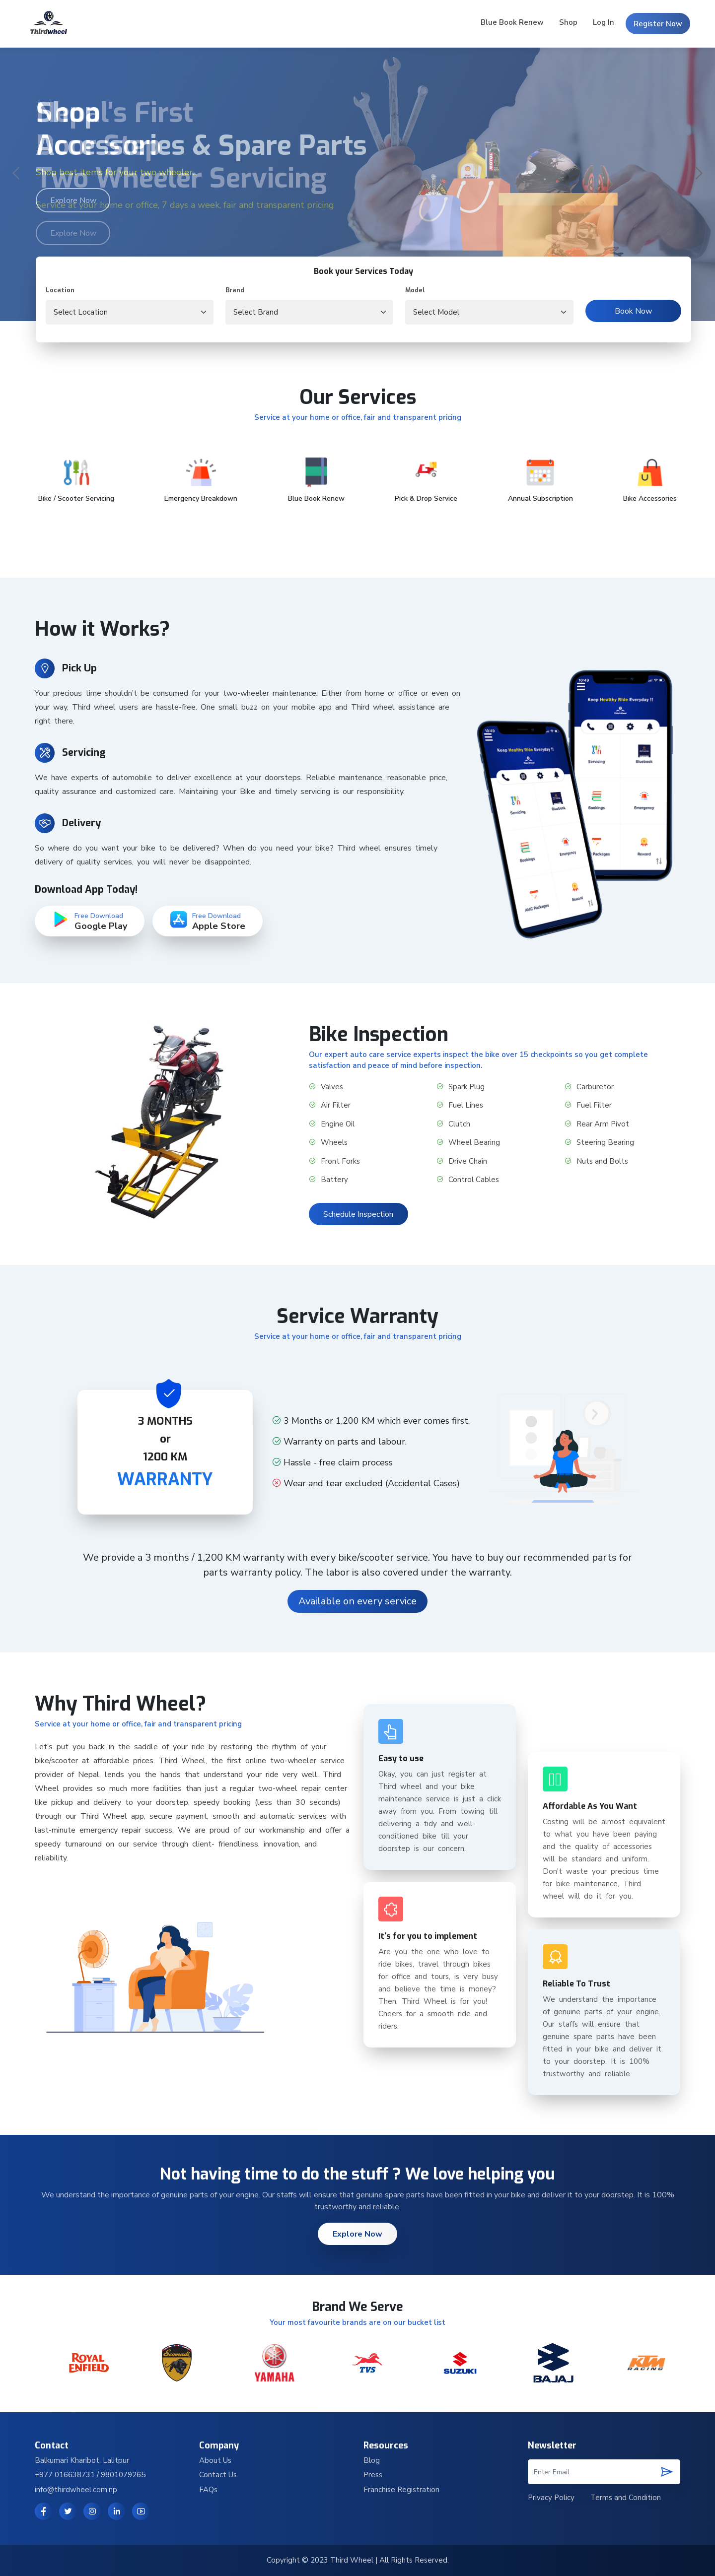 Thirdwheel
Blue Book Renew
Shop
Log In
Register Now
Shop
Accessories & Spare Parts
Shop best items for your two wheeler
Explore Now
Nepal's First
Two Wheeler Servicing
Service at your home or office, 7 days a week, fair and transparent pricing
Explore Now
Book your Services Today
Location
Select Location
Brand
Select Brand
Model
Select Model
Book Now
Our Services
Service at your home or office, fair and transparent pricing
Bike / Scooter Servicing
Emergency Breakdown
Blue Book Renew
Pick & Drop Service
Annual Subscription
Bike Accessories
How it Works?
Pick Up
Your precious time shouldn't be consumed for your two-wheeler maintenance. Either from home or office or even on
your way, Third wheel users are hassle-free. One small buzz on your mobile app and Third wheel assistance are
right there.
Servicing
We have experts of automobile to deliver excellence at your doorsteps. Reliable maintenance, reasonable price,
quality assurance and customized care. Maintaining your Bike and timely servicing is our responsibility.
Delivery
So where do you want your bike to be delivered? When do you need your bike? Third wheel ensures timely
delivery of quality services, you will never be disappointed.
Download App Today!
Free Download
Google Play
Free Download
Apple Store
Keep Healthy Ride Everyday !!
Servicing
Bluebook
Bookings
Emergency
Packages
Reward
Keep Healthy Ride Everyday !!
Servicing
Bluebook
Bookings
Emergency
AMC Packages
Reward
Bike Inspection
Our expert auto care service experts inspect the bike over 15 checkpoints so you get complete
satisfaction and peace of mind before inspection.
Valves
Spark Plug
Carburetor
Air Filter
Fuel Lines
Fuel Filter
Engine Oil
Clutch
Rear Arm Pivot
Wheels
Wheel Bearing
Steering Bearing
Front Forks
Drive Chain
Nuts and Bolts
Battery
Control Cables
Schedule Inspection
Service Warranty
Service at your home or office, fair and transparent pricing
3 MONTHS
or
1200 KM
WARRANTY
3 Months or 1,200 KM which ever comes first.
Warranty on parts and labour.
Hassle - free claim process
Wear and tear excluded (Accidental Cases)
We provide a 3 months / 1,200 KM warranty with every bike/scooter service. You have to buy our recommended parts for
parts warranty policy. The labor is also covered under the warranty.
Available on every service
Why Third Wheel?
Service at your home or office, fair and transparent pricing
Let's put you back in the saddle of your ride by restoring the rhythm of your
bike/scooter at affordable prices. Third Wheel, the first online two-wheeler service
provider of Nepal, lends you the hands that understand your ride very well. Third
Wheel provides so much more facilities than just a regular two-wheel repair center
like pickup and delivery to your doorstep, speedy booking (less than 30 seconds)
through our Third Wheel app, secure payment, smooth and automatic services with
last-minute emergency repair success. We are proud of our workmanship and offer a
speedy turnaround on our service through client- friendliness, innovation, and
reliability.
Easy to use
Okay, you can just register at
Third wheel and your bike
maintenance service is just a click
away from you. From towing till
delivering a tidy and well-
conditioned bike till your
doorstep is our concern.
It's for you to implement
Are you the one who love to
ride bikes, travel through bikes
for office and tours, is very busy
and believe the time is money?
Then, Third Wheel is for you!
Cheers for a smooth ride and
riders.
Affordable As You Want
Costing will be almost equivalent
to what you have been paying
and the quality of accessories
will be standard and uniform.
Don't waste your precious time
for bike maintenance, Third
wheel will do it for you.
Reliable To Trust
We understand the importance
of genuine parts of your engine.
Our staffs will ensure that
genuine spare parts have been
fitted in your bike and deliver it
to your doorstep. It is 100%
trustworthy and reliable.
Not having time to do the stuff ? We love helping you
We understand the importance of genuine parts of your engine. Our staffs will ensure that genuine spare parts have been fitted in your bike and deliver it to your doorstep. It is 100%
trustworthy and reliable.
Explore Now
Brand We Serve
Your most favourite brands are on our bucket list
ROYAL
ENFIELD
YAMAHA
TVS
SUZUKI
BAJAJ
KTM
RACING
Contact
Balkumari Kharibot, Lalitpur
+977 016638731 / 9801079265
info@thirdwheel.com.np
Company
About Us
Contact Us
FAQs
Resources
Blog
Press
Franchise Registration
Newsletter
Enter Email
Privacy Policy
Terms and Condition
Copyright © 2023 Third Wheel | All Rights Reserved.